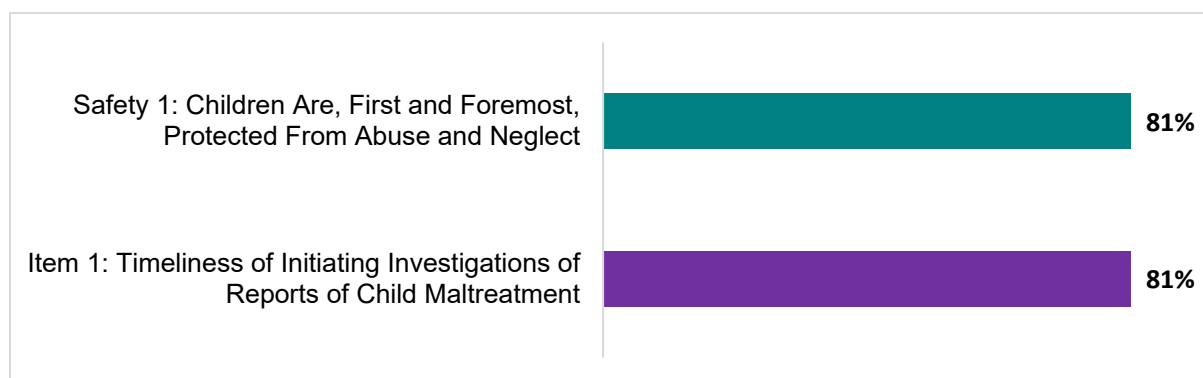 Safety 1: Children Are, First and Foremost,
Protected From Abuse and Neglect
81%
Item 1: Timeliness of Initiating Investigations of
Reports of Child Maltreatment
81%